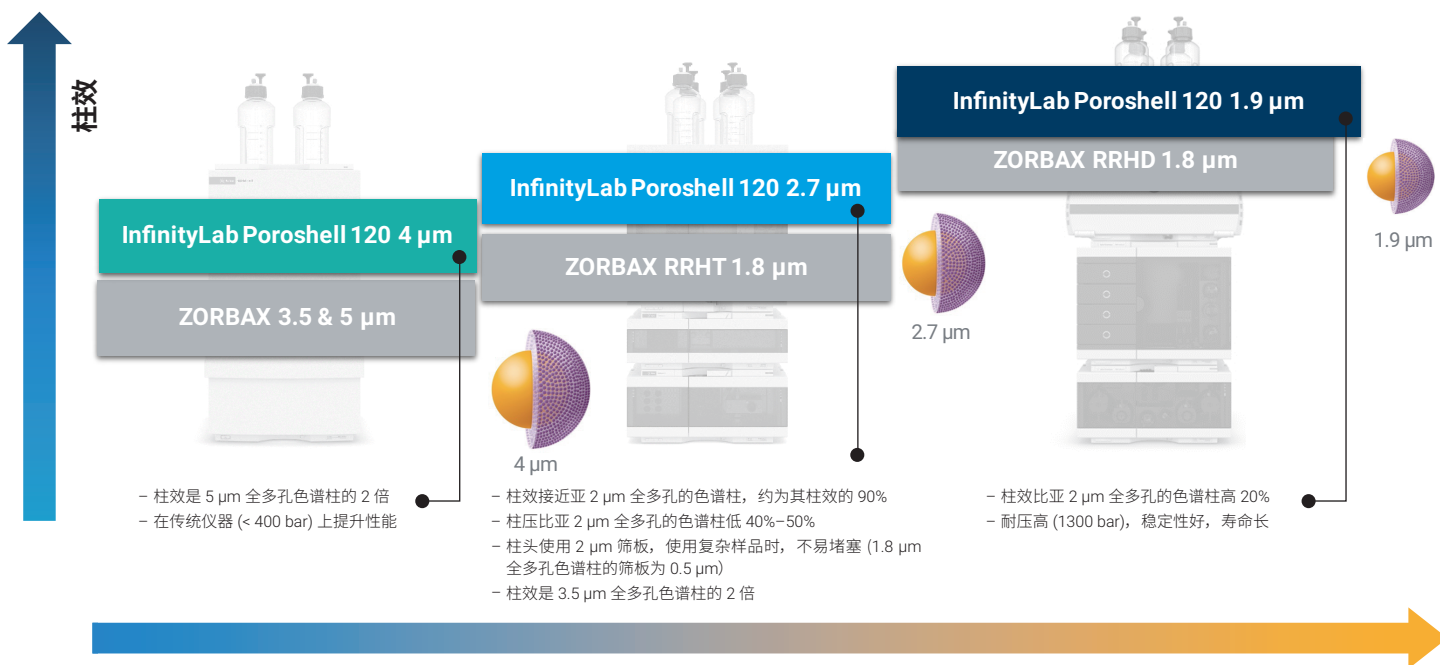 柱效
InfinityLab Poroshell 120 1.9 µm
ZORBAX RRHD 1.8 µm
1.9 µm
InfinityLab Poroshell 120 2.7 µm
ZORBAX RRHT 1.8 µm
2.7 µm
InfinityLab Poroshell 120 4 µm
ZORBAX 3.5 & 5 µm
4 µm
– 柱效是 5 µm 全多孔色谱柱的 2 倍
– 在传统仪器 (< 400 bar) 上提升性能
– 柱效接近亚 2 µm 全多孔的色谱柱，约为其柱效的 90%
– 柱压比亚 2 µm 全多孔的色谱柱低 40%–50%
– 柱头使用 2 µm 筛板，使用复杂样品时，不易堵塞 (1.8 µm
全多孔色谱柱的筛板为 0.5 µm)
– 柱效是 3.5 µm 全多孔色谱柱的 2 倍
– 柱效比亚 2 µm 全多孔的色谱柱高 20%
– 耐压高 (1300 bar)，稳定性好，寿命长